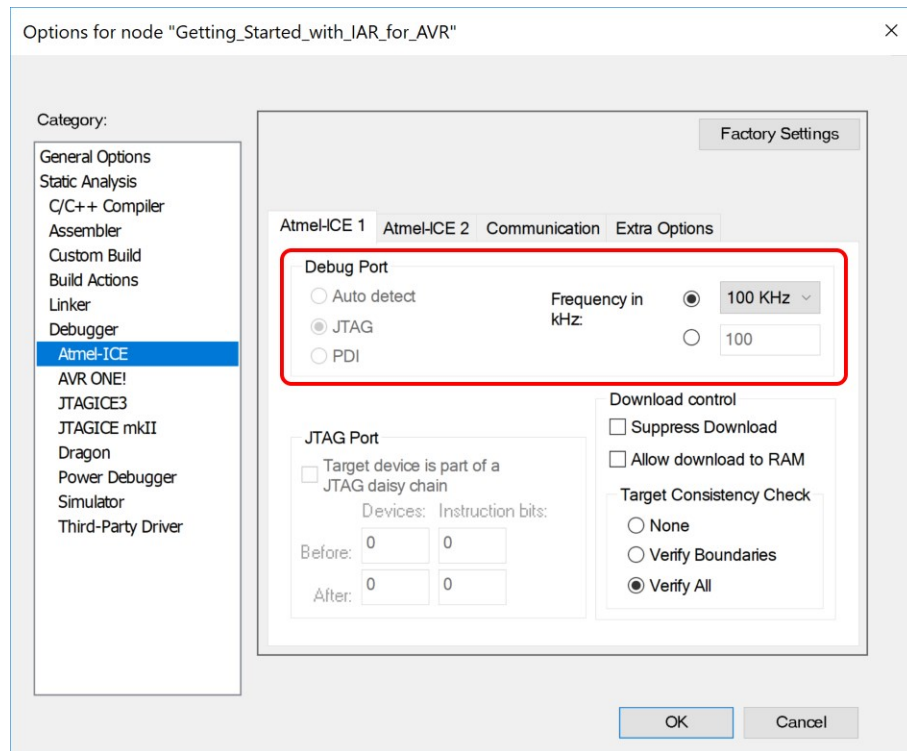 Options for node "Getting_Started_with_IAR_for_AVR"
Category:
General Options
Static Analysis
C/C++ Compiler
Assembler
Custom Build
Build Actions
Linker
Debugger
Atmel-ICE
AVR ONE!
JTAGICE3
JTAGICE mkII
Dragon
Power Debugger
Simulator
Third-Party Driver
Factory Settings
Atmel-ICE 1 Atmel-ICE 2 Communication Extra Options
Debug Port
Auto detect
JTAG
PDI
Frequency in
kHz:
100 KHz
100
JTAG Port
Target device is part of a
JTAG daisy chain
Devices: Instruction bits:
Before: 0 0
After: 0 0
Download control
Suppress Download
Allow download to RAM
Target Consistency Check
None
Verify Boundaries
Verify All
OK Cancel